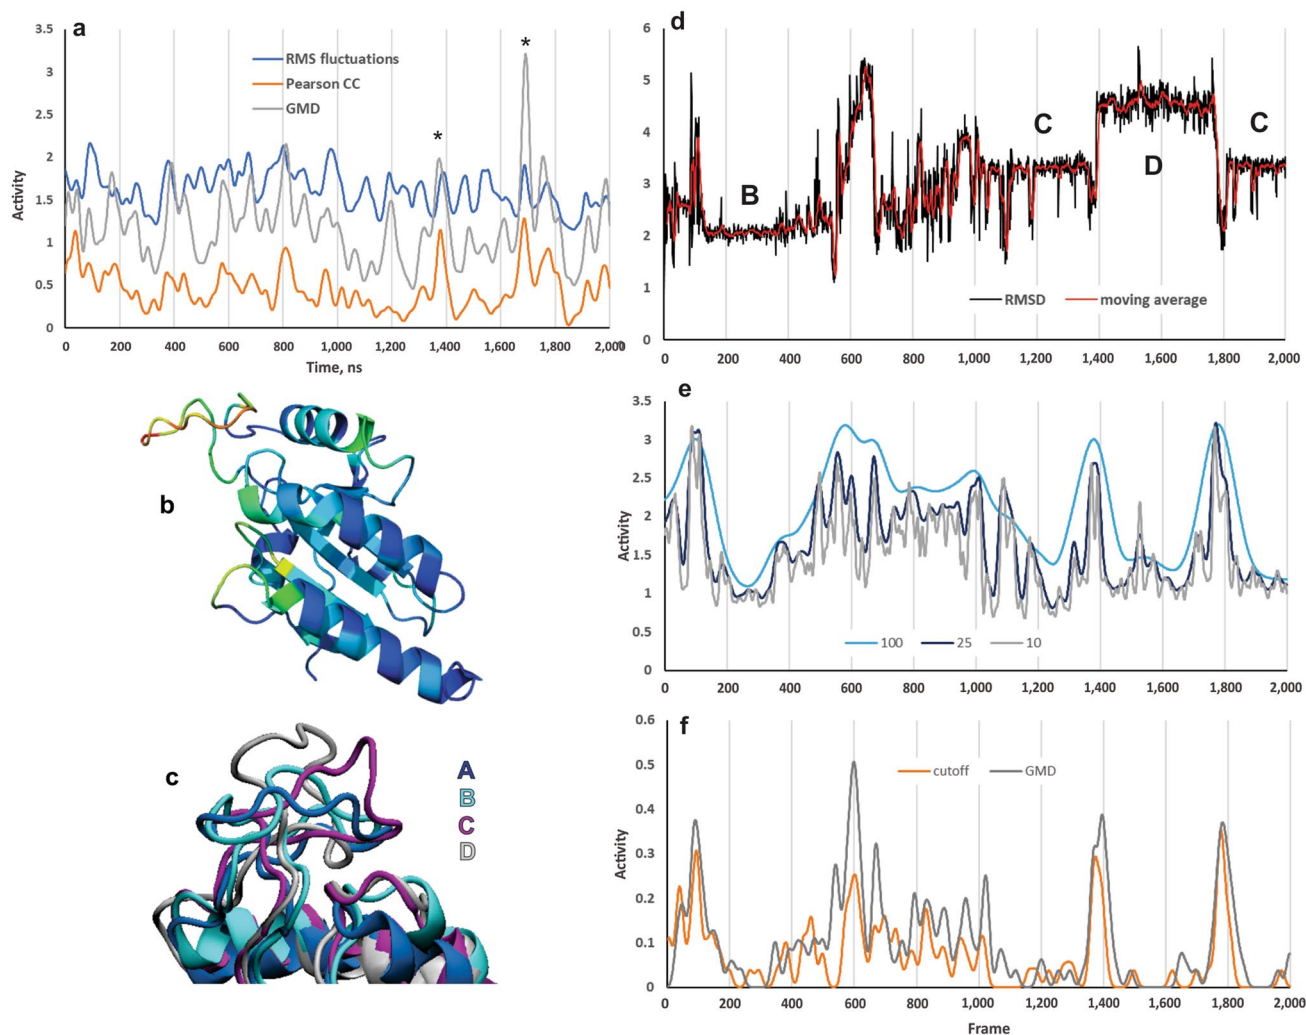 a
3.5
3
2.5
2
1.5
1
0.5
0
Activity
RMS fluctuations
Pearson CC
GMD
*
*
0 200 400 600 800 1,000 1,200 1,400 1,600 1,800 2,000
Time, ns
b
c
A
B
C
D
d
6
5
4
3
2
1
0
B
C
D
C
RMSD moving average
0 200 400 600 800 1,000 1,200 1,400 1,600 1,800 2,000
e
3.5
3
2.5
2
1.5
1
0.5
0
Activity
100 25 10
0 200 400 600 800 1,000 1,200 1,400 1,600 1,800 2,000
f
0.6
0.5
0.4
0.3
0.2
0.1
0
Activity
cutoff GMD
0 200 400 600 800 1,000 1,200 1,400 1,600 1,800 2,000
Frame